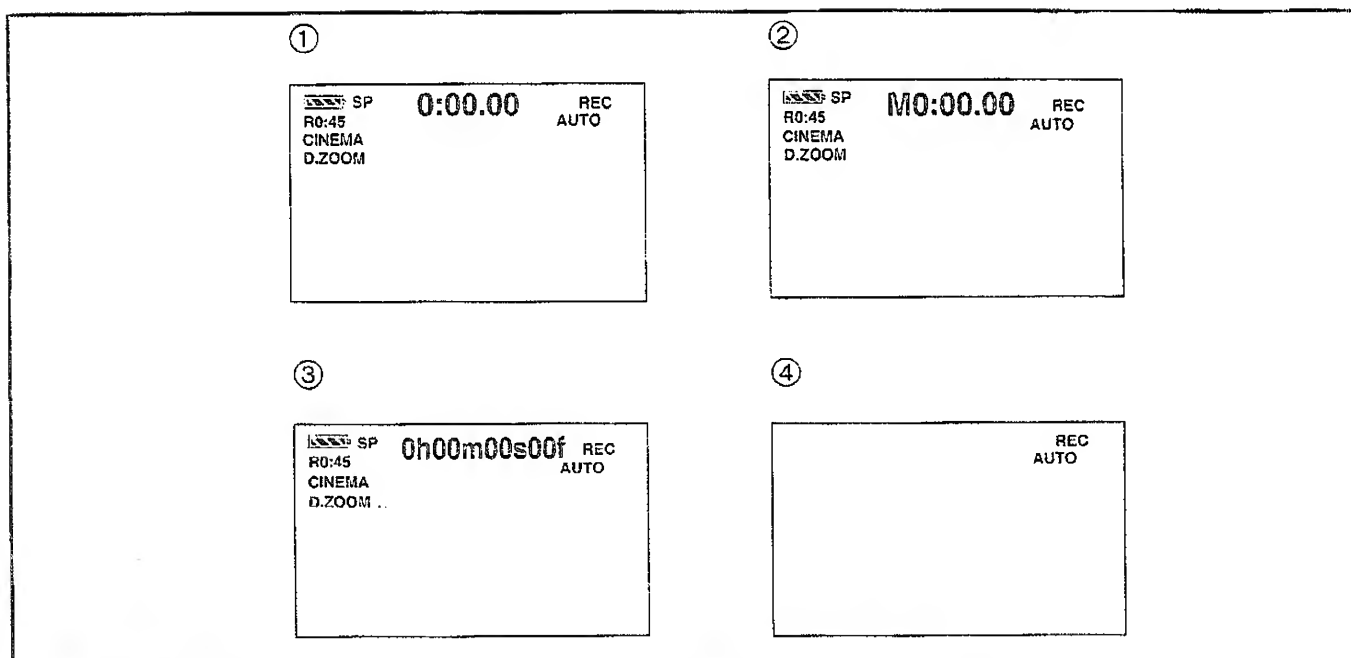 ①
SP 0:00.00 REC
R0:45 AUTO
CINEMA
D.ZOOM
②
SP M0:00.00 REC
R0:45 AUTO
CINEMA
D.ZOOM
③
SP 0h00m00s00f REC
R0:45 AUTO
CINEMA
D.ZOOM
④
REC
AUTO